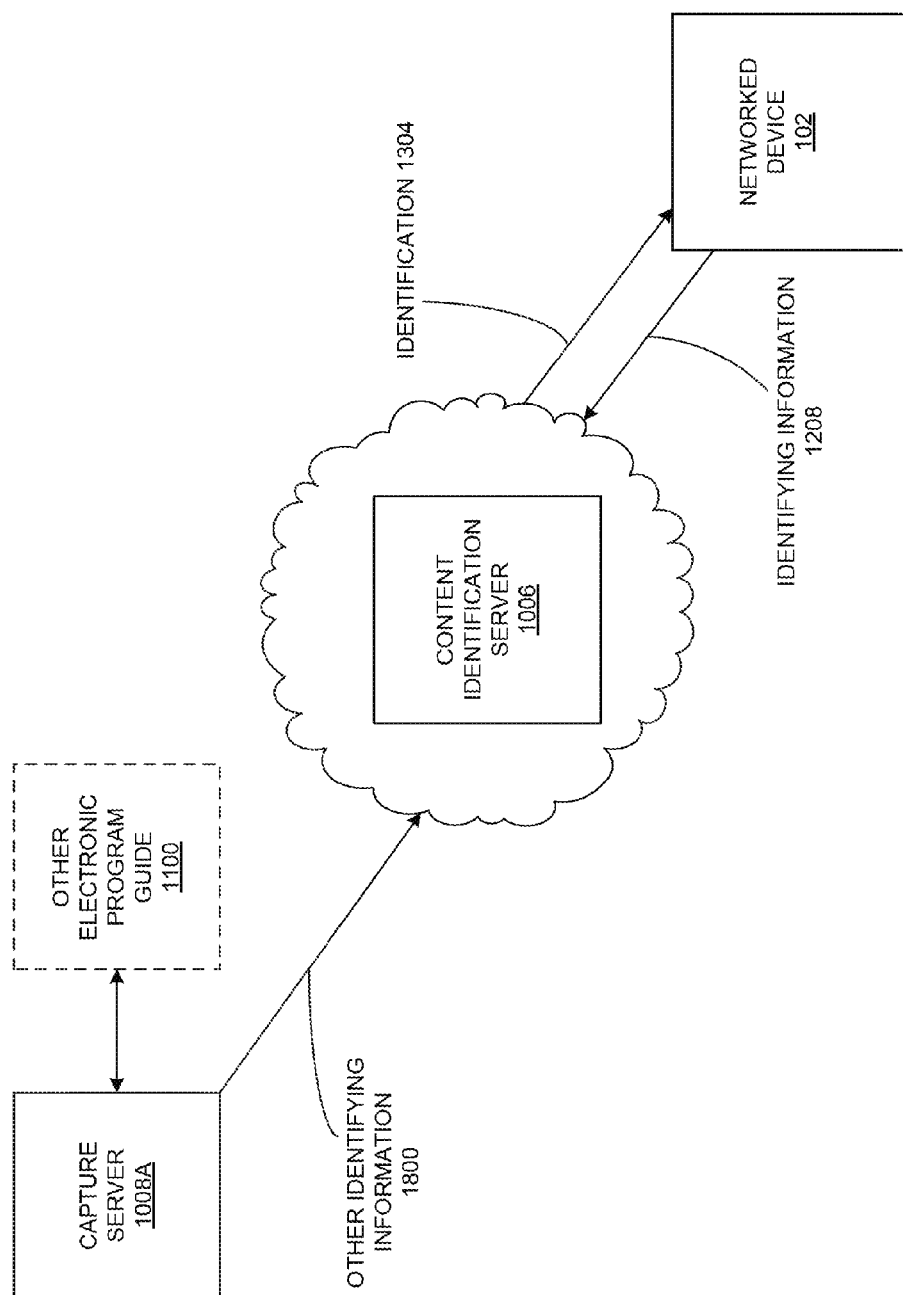 CAPTURE
SERVER
1008A
OTHER
ELECTRONIC
PROGRAM
GUIDE
1100
OTHER IDENTIFYING
INFORMATION
1800
CONTENT
IDENTIFICATION
SERVER
1006
IDENTIFICATION 1304
IDENTIFYING INFORMATION
1208
NETWORKED
DEVICE
102